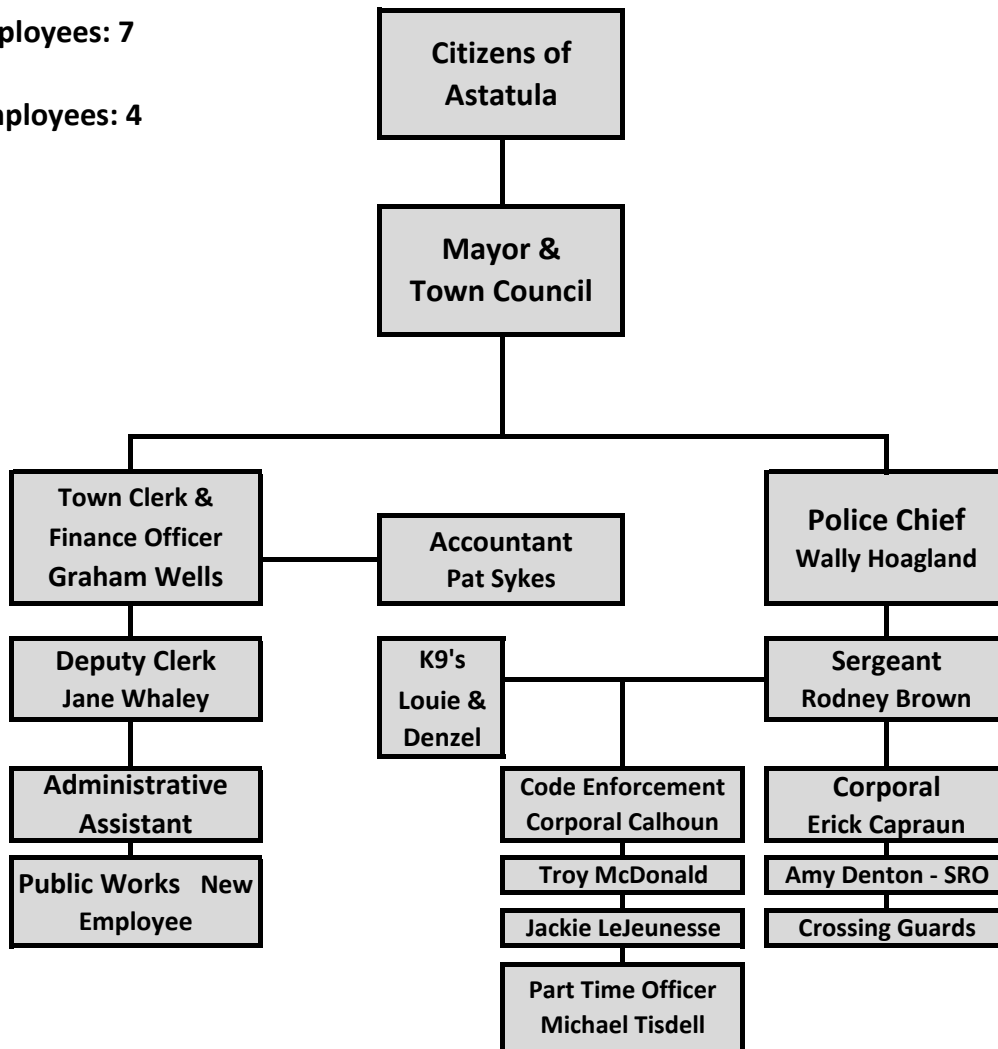 ployees: 7
mployees: 4
Citizens of
Astatula
Mayor &
Town Council
Town Clerk &
Finance Officer
Graham Wells
Accountant
Pat Sykes
Police Chief
Wally Hoagland
Deputy Clerk
Jane Whaley
K9's
Louie &
Denzel
Sergeant
Rodney Brown
Administrative
Assistant
Code Enforcement
Corporal Calhoun
Corporal
Erick Capraun
Public Works New
Employee
Troy McDonald
Amy Denton - SRO
Jackie LeJeunesse
Crossing Guards
Part Time Officer
Michael Tisdell